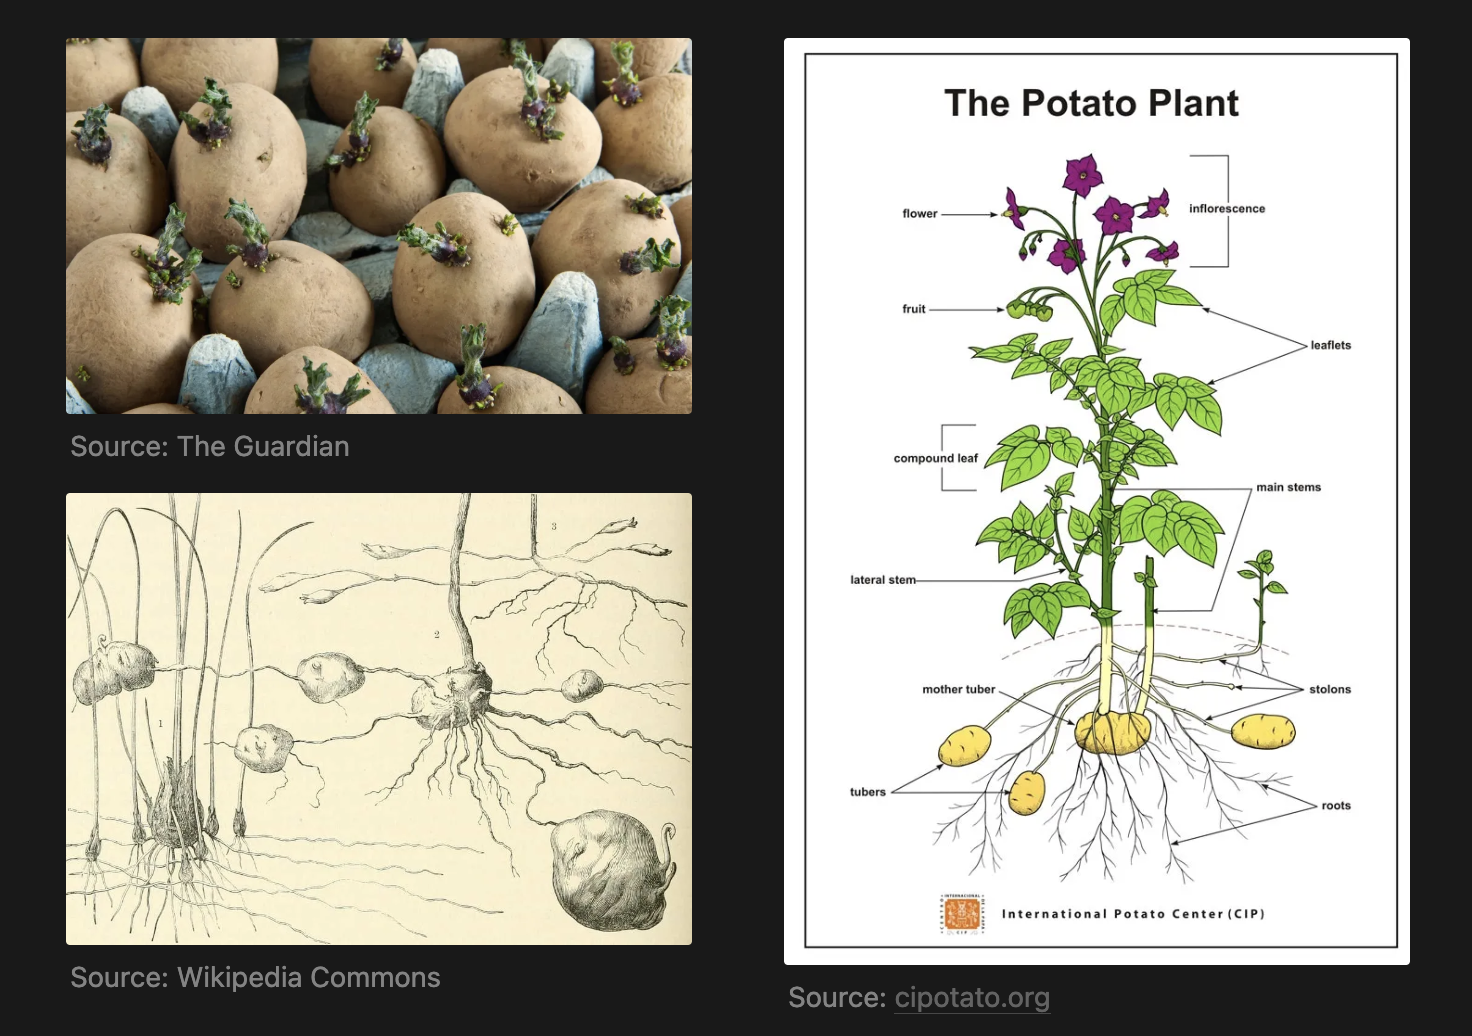 Source: The Guardian
3
2
1
Source: Wikipedia Commons
The Potato Plant
flower
inflorescence
fruit
leaflets
compound leaf
main stems
lateral stem
mother tuber
stolons
tubers
roots
International Potato Center (CIP)
Source: cipotato.org